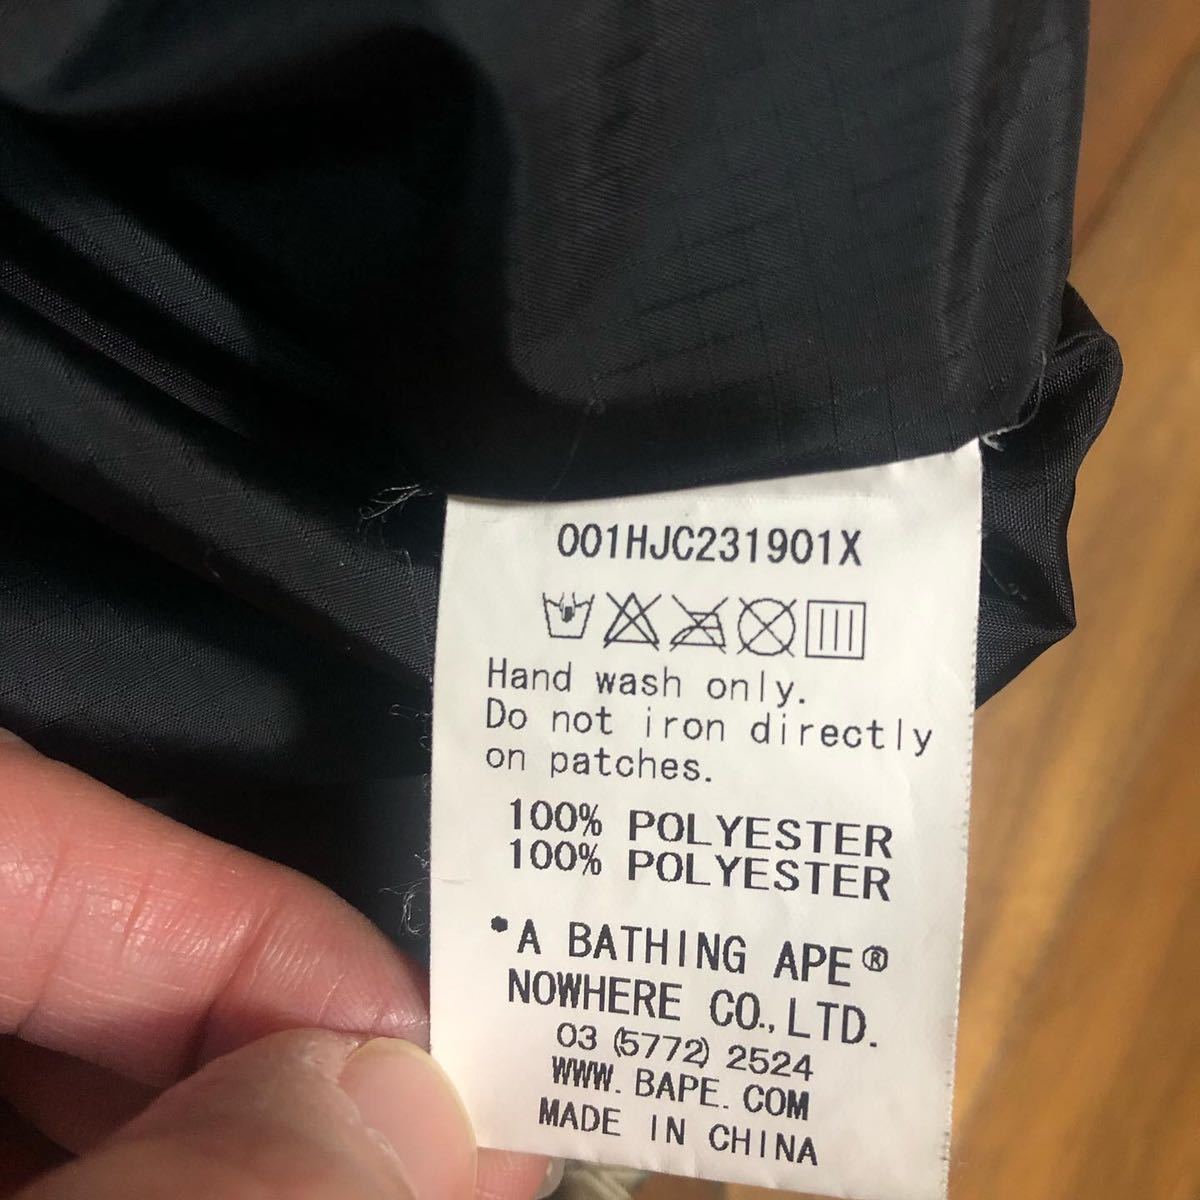 001HJC231901X
Hand wash only.
Do not iron directly
on patches.
100% POLYESTER
100% POLYESTER
*A BATHING APE®
NOWHERE CO., LTD.
03 (5772) 2524
WWW. BAPE. COM
MADE IN CHINA